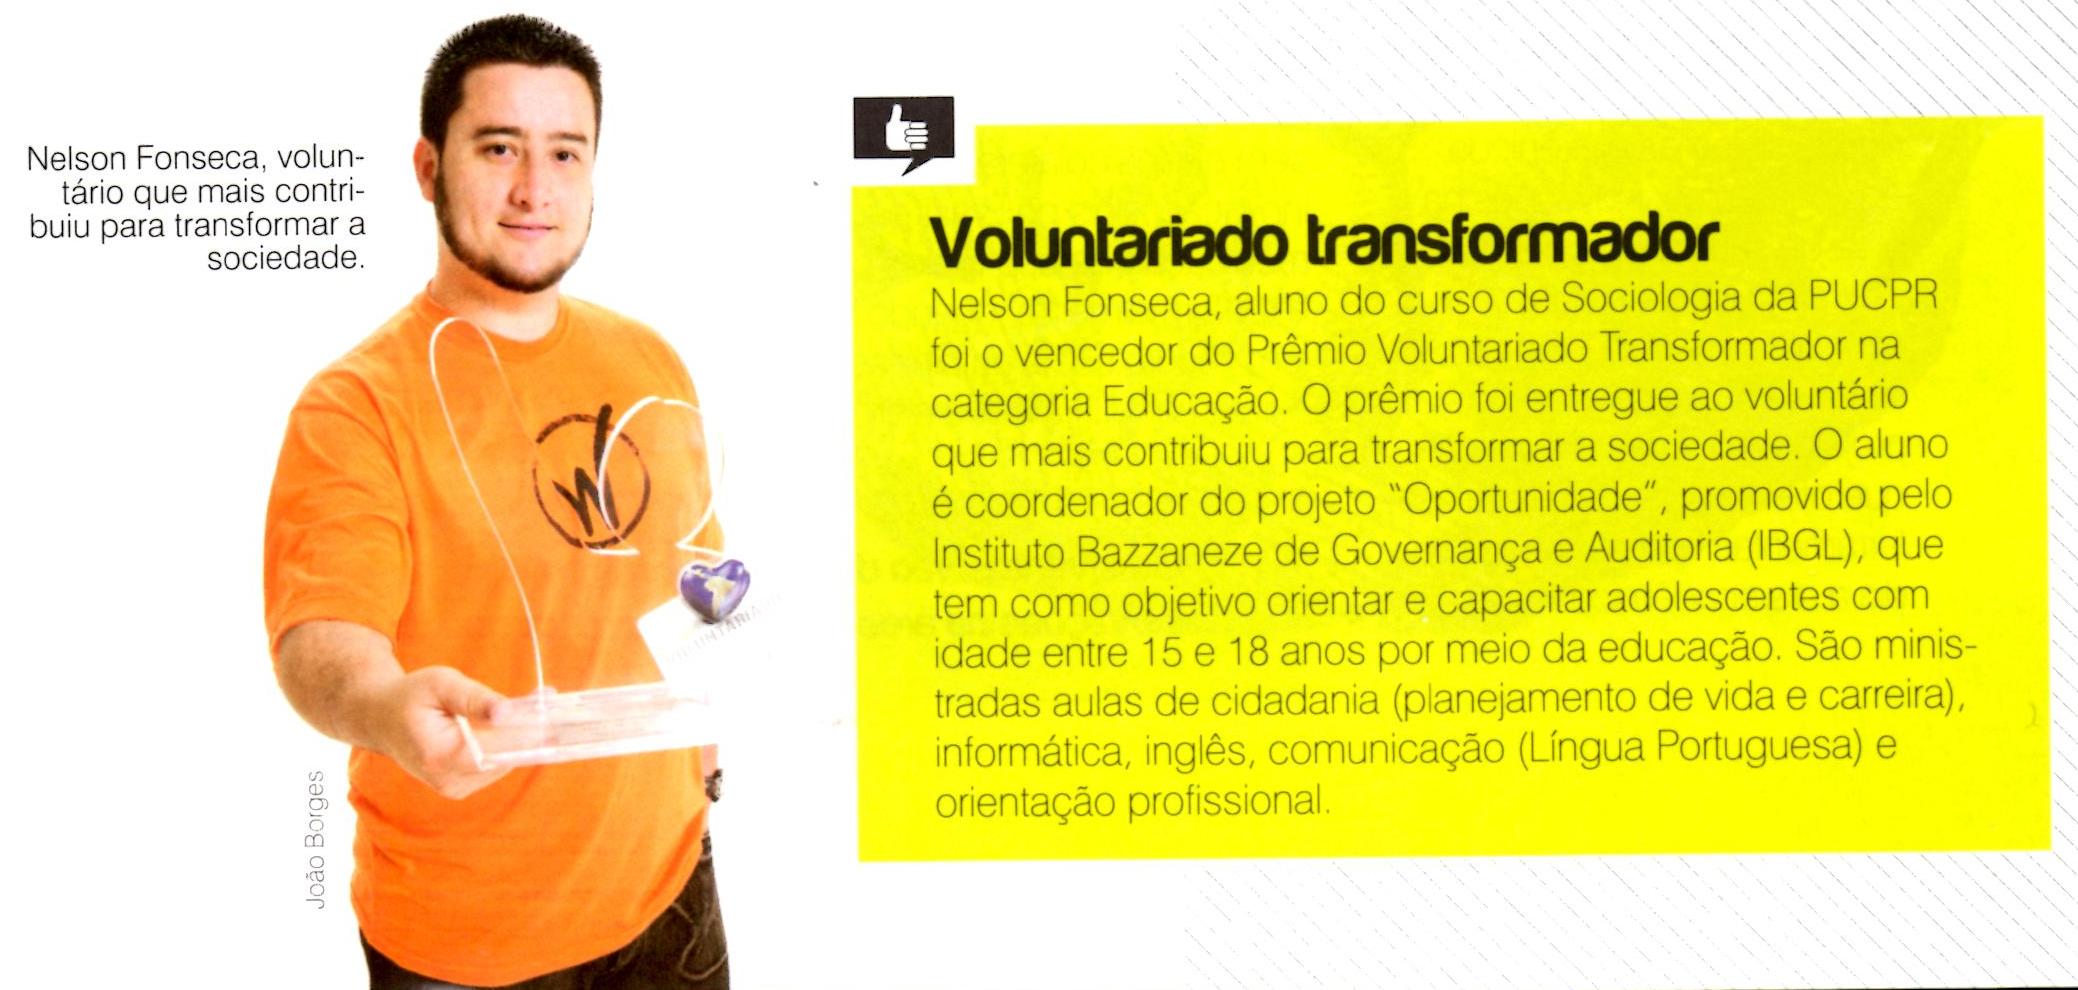 Nelson Fonseca, volun-
tário que mais contri-
buiu para transformar a
sociedade.
João Borges
VOLUNTARIA
Voluntariado transformador
Nelson Fonseca, aluno do curso de Sociologia da PUCPR
foi o vencedor do Prêmio Voluntariado Transformador na
categoria Educação. O prêmio foi entregue ao voluntário
que mais contribuiu para transformar a sociedade. O aluno
é coordenador do projeto “Oportunidade”, promovido pelo
Instituto Bazzaneze de Governança e Auditoria (IBGL), que
tem como objetivo orientar e capacitar adolescentes com
idade entre 15 e 18 anos por meio da educação. São minis-
tradas aulas de cidadania (planejamento de vida e carreira),
informática, inglês, comunicação (Língua Portuguesa) e
orientação profissional.